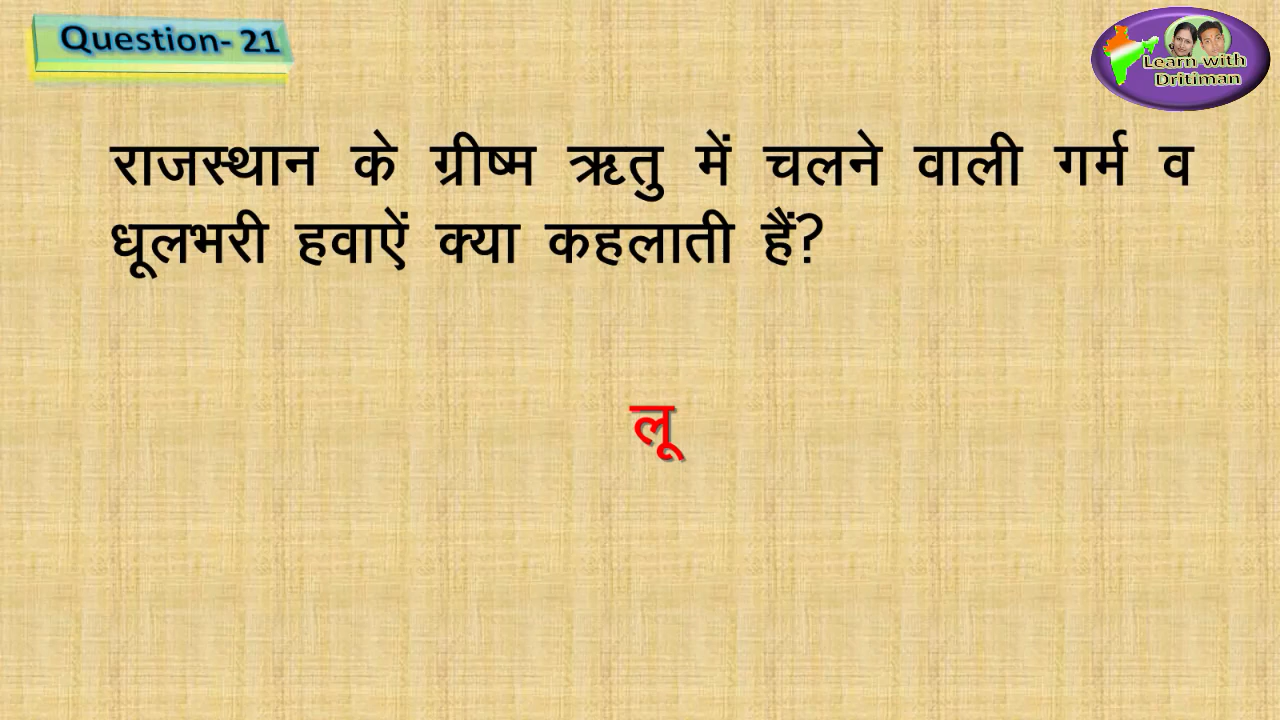 Question- 21
Learn with
Dritiman
राजस्थान के ग्रीष्म ऋतु में चलने वाली गर्म व
धूलभरी हवाऐं क्या कहलाती हैं?
लू